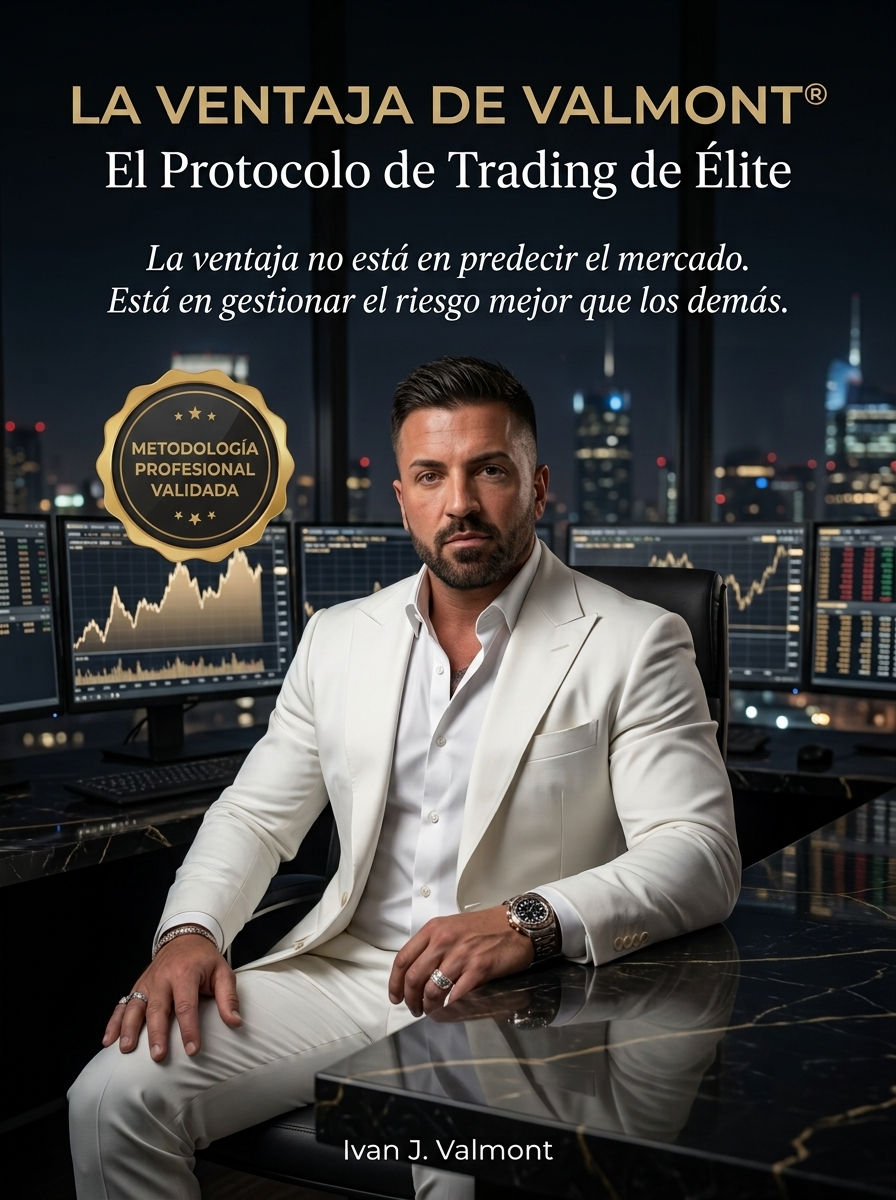 LA VENTAJA DE VALMONT®
El Protocolo de Trading de Élite
La ventaja no está en predecir el mercado.
Está en gestionar el riesgo mejor que los demás.
METODOLOGÍA
PROFESIONAL
VALIDADA
Ivan J. Valmont